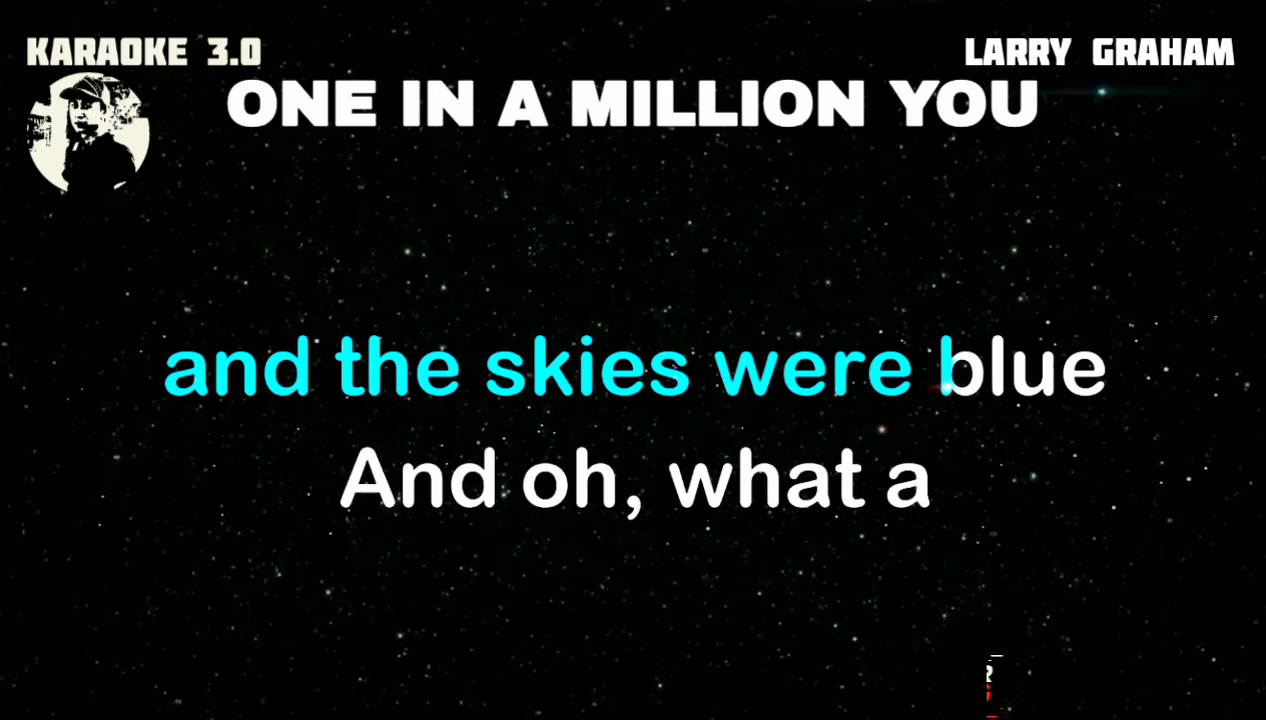 KARAOKE 3.0
LARRY GRAHAM
ONE IN A MILLION YOU
and the skies were blue
And oh, what a